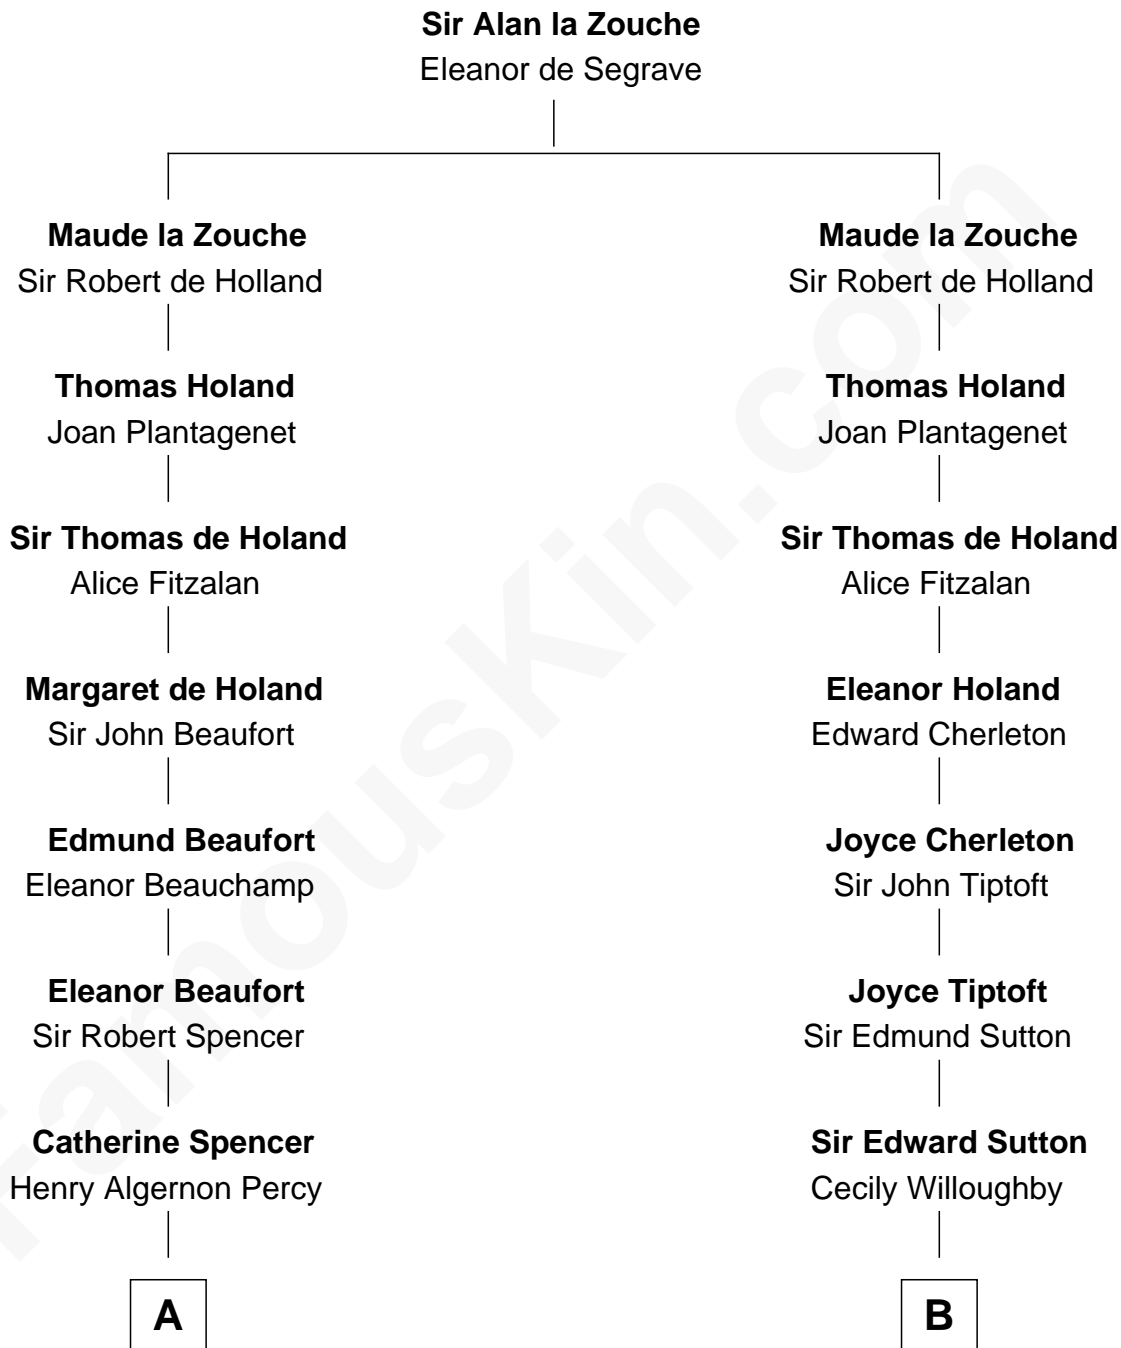 Sir Alan la Zouche
Eleanor de Segrave
Maude la Zouche
Sir Robert de Holland
Maude la Zouche
Sir Robert de Holland
Thomas Holand
Joan Plantagenet
Thomas Holand
Joan Plantagenet
Sir Thomas de Holand
Alice Fitzalan
Sir Thomas de Holand
Alice Fitzalan
Margaret de Holand
Sir John Beaufort
Eleanor Holand
Edward Cherleton
Edmund Beaufort
Eleanor Beauchamp
Joyce Cherleton
Sir John Tiptoft
Eleanor Beaufort
Sir Robert Spencer
Joyce Tiptoft
Sir Edmund Sutton
Catherine Spencer
Henry Algernon Percy
Sir Edward Sutton
Cecily Willoughby
A
B
FamousKin.com